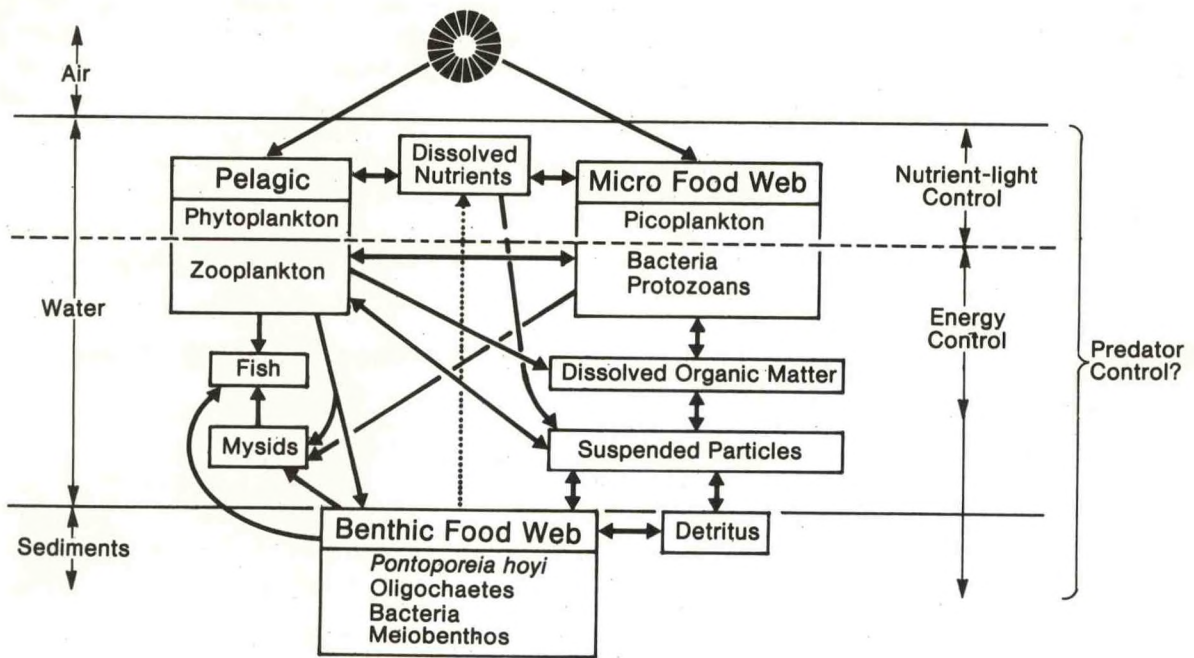 Air
Dissolved
Nutrients
Pelagic
Micro Food Web
Nutrient-light
Control
Phytoplankton
Picoplankton
Zooplankton
Bacteria
Protozoans
Water
Energy
Control
Predator
Control?
Fish
Dissolved Organic Matter
Mysids
Suspended Particles
Sediments
Benthic Food Web
Detritus
Pontoporeia hoyi
Oligochaetes
Bacteria
Meiobenthos